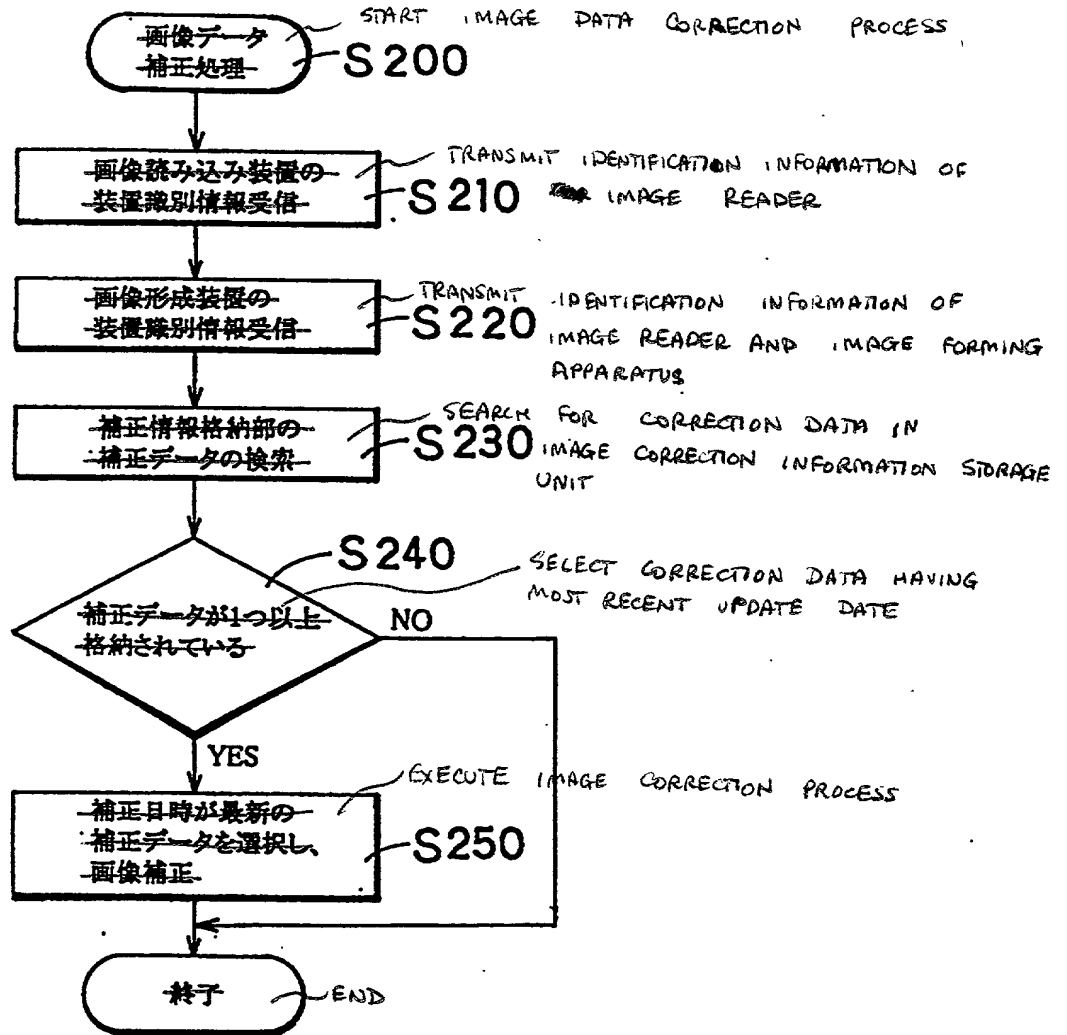 画像データ
補正処理
START IMAGE DATA CORRECTION PROCESS
S200
画像読み込み装置の
装置識別情報受信
TRANSMIT IDENTIFICATION INFORMATION OF
S210
IMAGE READER
画像形成装置の
装置識別情報受信
TRANSMIT IDENTIFICATION INFORMATION OF
S220
IMAGE READER AND IMAGE FORMING
APPARATUS
補正情報格納部の
補正データの検索
SEARCH FOR CORRECTION DATA IN
S230
IMAGE CORRECTION INFORMATION STORAGE
UNIT
S240
SELECT CORRECTION DATA HAVING
MOST RECENT UPDATE DATE
補正データが1つ以上
格納されている
NO
YES
EXECUTE IMAGE CORRECTION PROCESS
補正日時が最新の
補正データを選択し、
画像補正
S250
終了
END